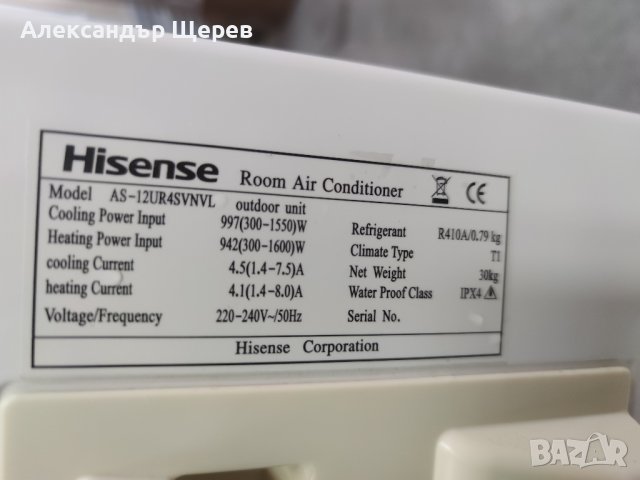 Александър Щерев
Hisense Room Air Conditioner CE
Model AS-12UR4SVNVL outdoor unit
Cooling Power Input 997(300-1550)W
Heating Power Input 942(300-1600)W
cooling Current 4.5(1.4-7.5)A
heating Current 4.1(1.4-8.0)A
Voltage/Frequency 220-240V~/50Hz
Refrigerant R410A/0.79 kg
Climate Type T1
Net Weight 30kg
Water Proof Class IPX4
Serial No.
Hisense Corporation
BAZAR